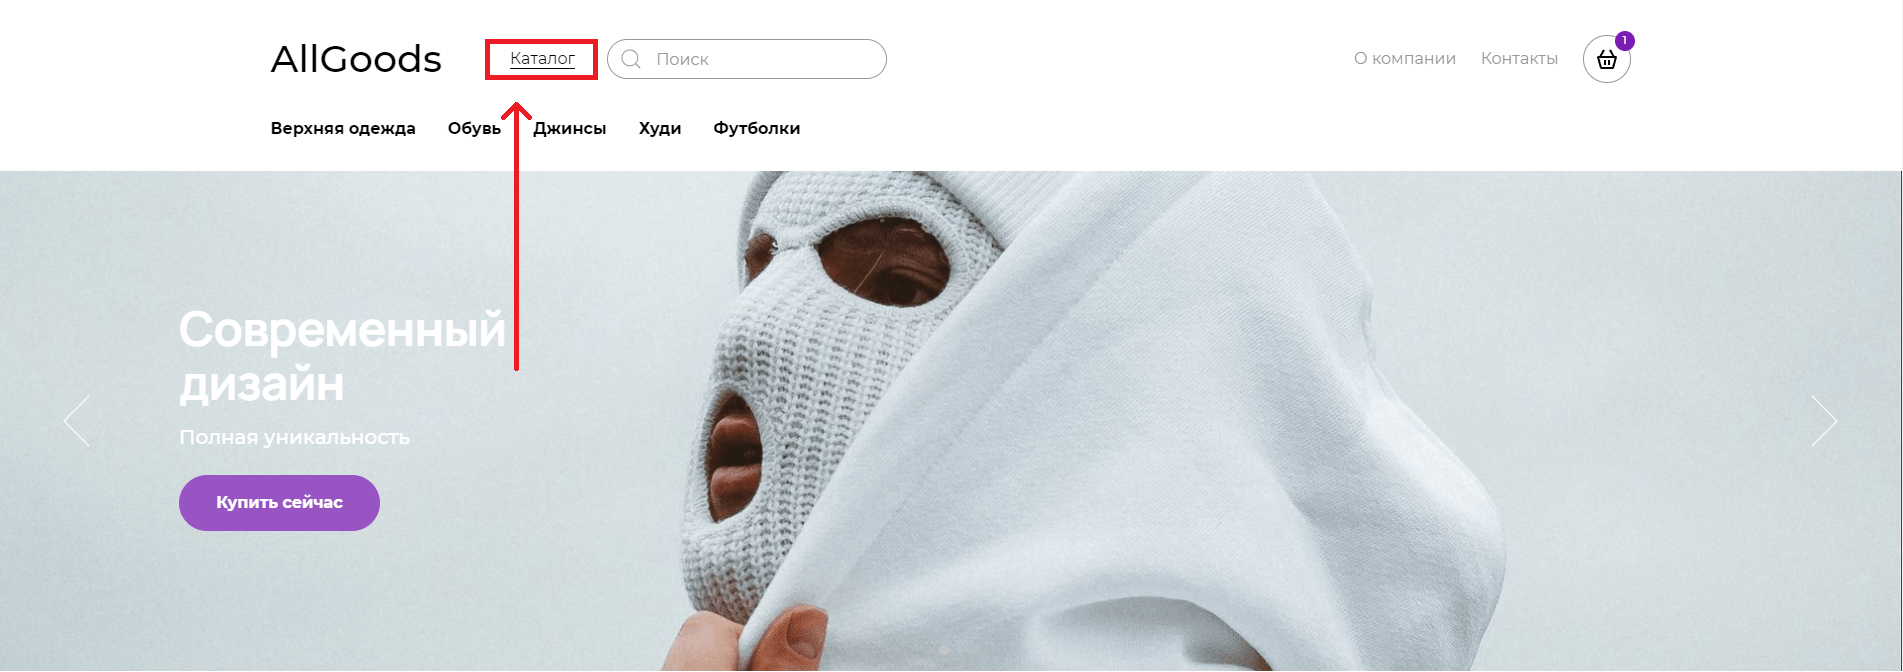 AllGoods
Каталог
Поиск
О компании
Контакты
1
Верхняя одежда
Обувь
Джинсы
Худи
Футболки
Современный
дизайн
Полная уникальность
Купить сейчас